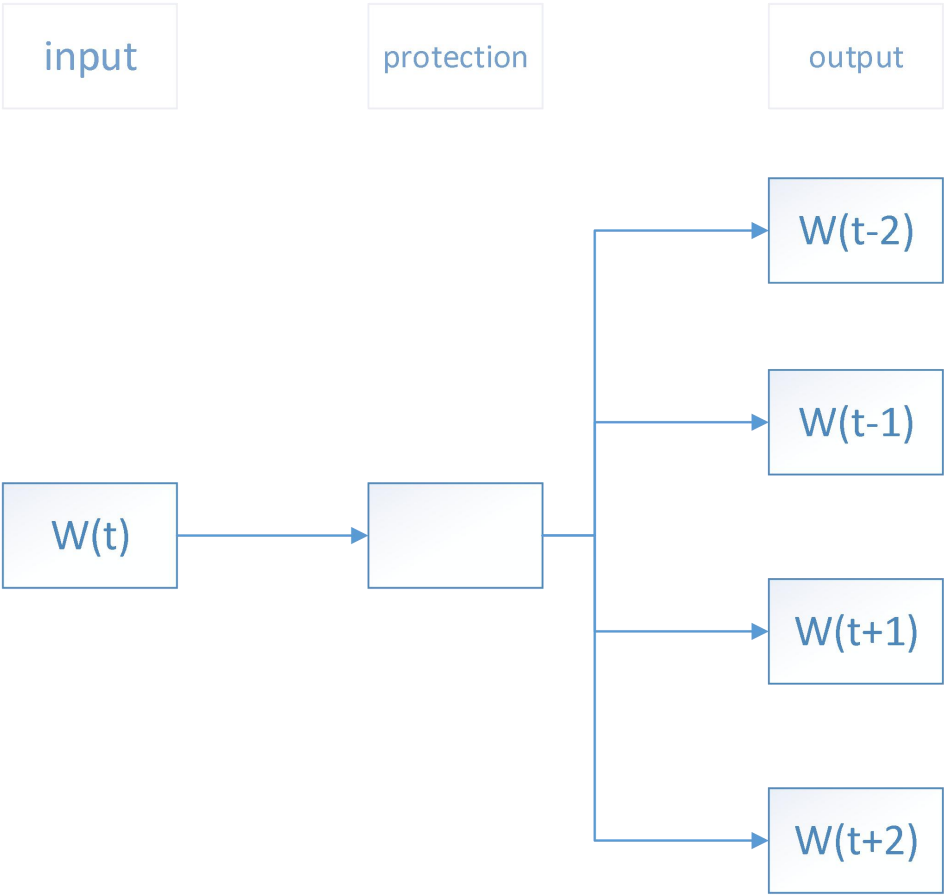 input
protection
output
W(t-2)
W(t-1)
W(t)
W(t+1)
W(t+2)